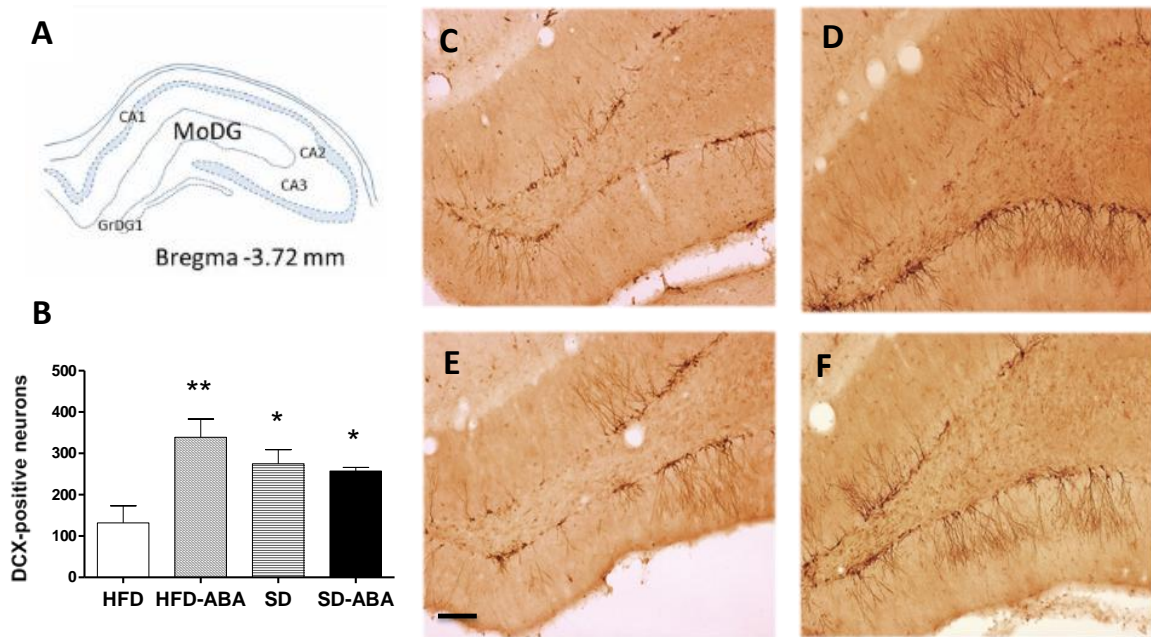 A
CA1
MoDG
CA2
CA3
GrDG1
Bregma -3.72 mm
B
DCX-positive neurons
500
400
300
200
100
0
**
*
*
HFD HFD-ABA SD SD-ABA
C
D
E
F